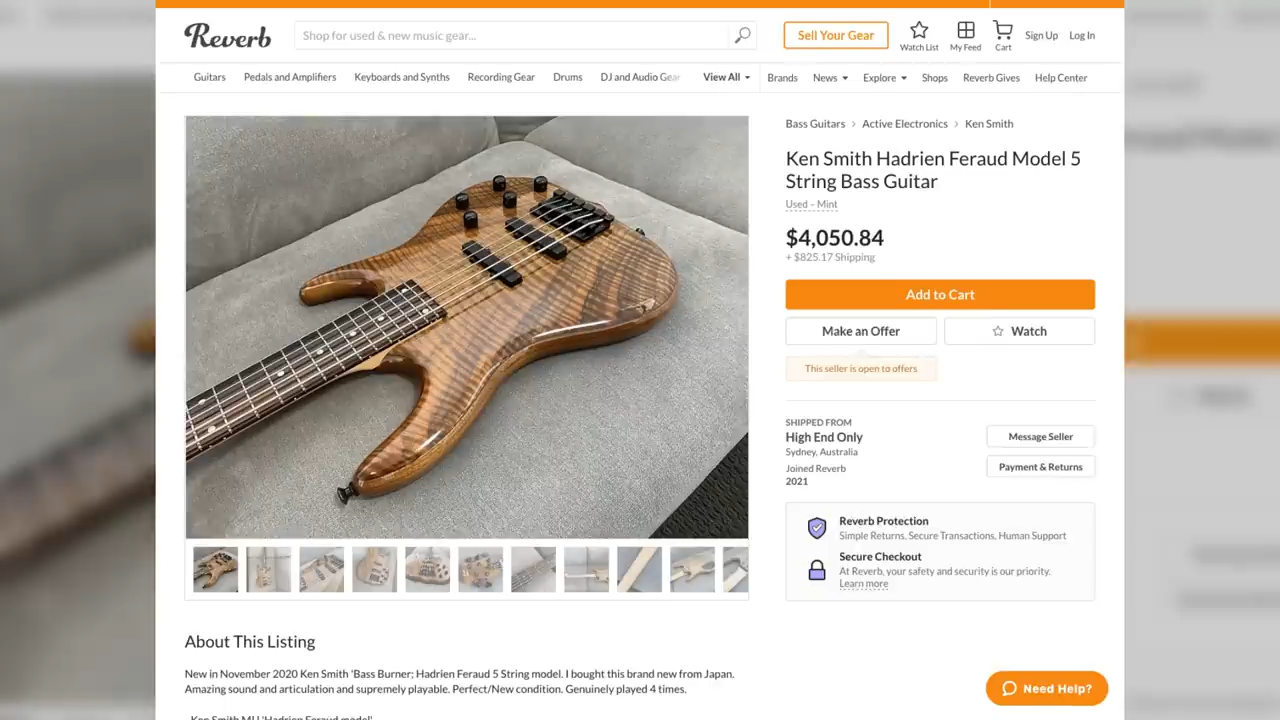 Reverb
Search for used & new music gear...
Sell Your Gear
Watch List
My Feed
Cart
Sign Up
Log In
Guitars
Pedals and Amplifiers
Keyboards and Synths
Recording Gear
Drums
DJ and Audio Gear
View All
Brands
News
Explore
Shops
Reverb Gives
Help Center
Bass Guitars > Active Electronics > Ken Smith
Ken Smith Hadrien Feraud Model 5
String Bass Guitar
Used – Mint
$4,050.84
+ $825.17 Shipping
Add to Cart
Make an Offer
Watch
This seller is open to offers
SHIPPED FROM
High End Only
Sydney, Australia
Joined Reverb
2021
Message Seller
Payment & Returns
Reverb Protection
Simple Returns, Secure Transactions, Human Support
Secure Checkout
At Reverb, your safety and security is our priority.
Learn more
About This Listing
New in November 2020 Ken Smith 'Bass Burner; Hadrien Feraud 5 String model. I bought this brand new from Japan.
Amazing sound and articulation and supremely playable. Perfect/New condition. Genuinely played 4 times.
- Ken Smith MU 'Hadrien Feraud model'
Need Help?